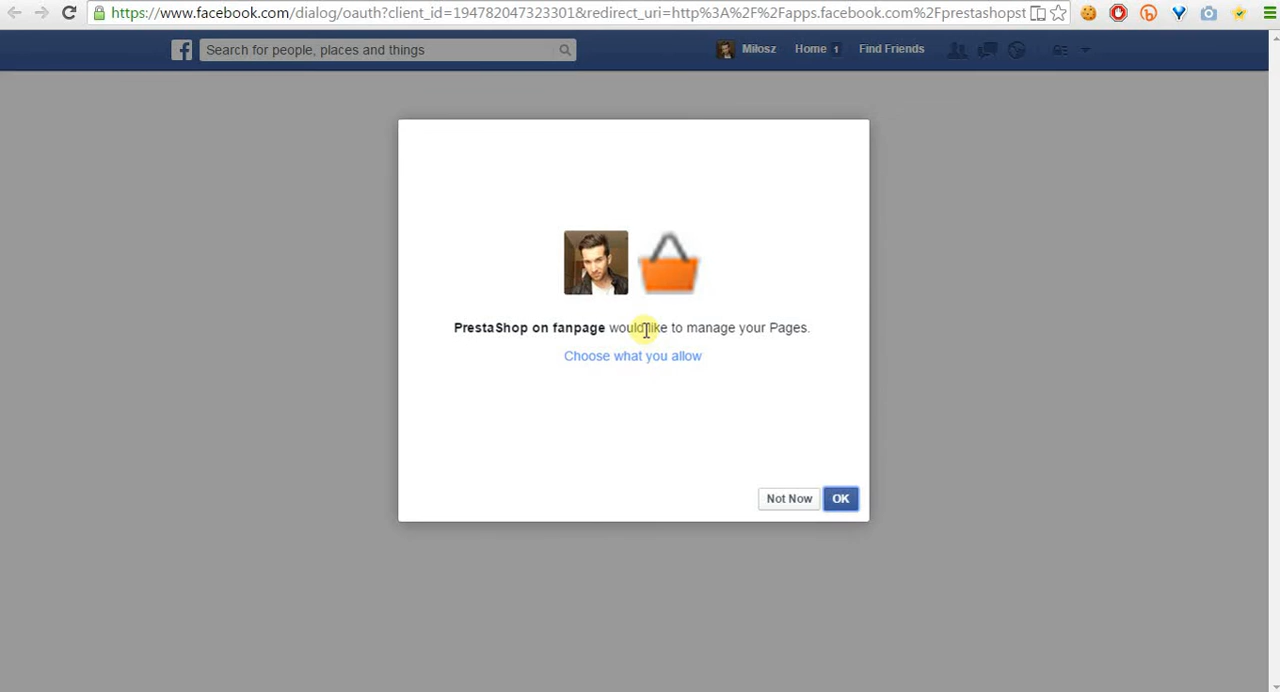 https://www.facebook.com/dialog/oauth?client_id=194782047323301&redirect_uri=http%3A%2F%2Fapps.facebook.com%2Fprestashopst
Search for people, places and things
Miłosz Home 1 Find Friends
PrestaShop on fanpage would like to manage your Pages.
Choose what you allow
Not Now OK